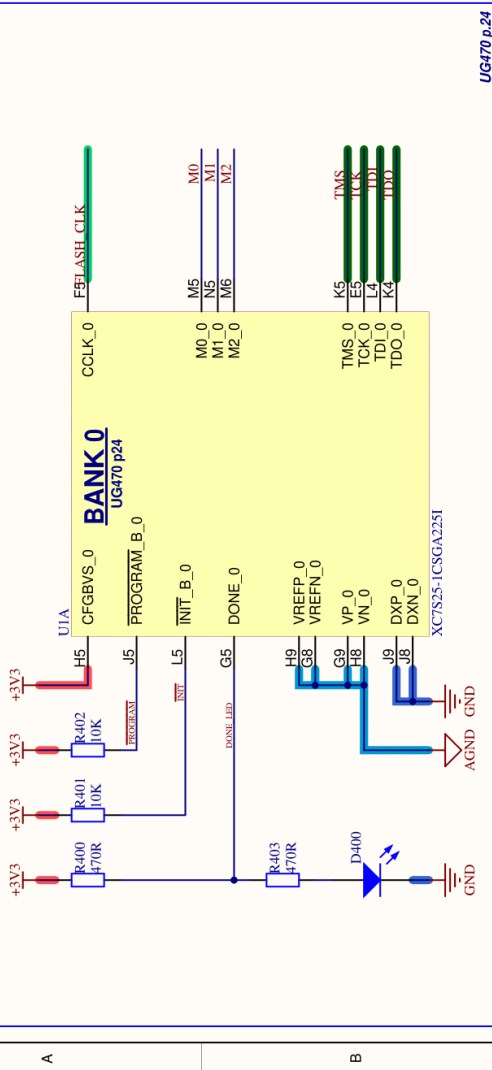 UG470 p.24
+3V3
+3V3
+3V3
+3V3
R400
470R
R401
10K
R402
10K
U1A
BANK 0
UG470 p24
H5
CFGBVS_0
CCLK_0
F5
FLASH_CLK
PROGRAM
J5
PROGRAM_B_0
INIT
L5
INIT_B_0
DONE LED
G5
DONE_0
M0_0
M5
M0
M1_0
N5
M1
M2_0
M6
M2
H9
VREFP_0
G8
VREFN_0
G9
VP_0
H8
VN_0
J9
DXP_0
J8
DXN_0
TMS_0
K5
TMS
TCK_0
E5
TCK
TDI_0
L4
TDI
TDO_0
K4
TDO
XC7S25-1CSGA225I
R403
470R
D400
GND
AGND
GND
A
B